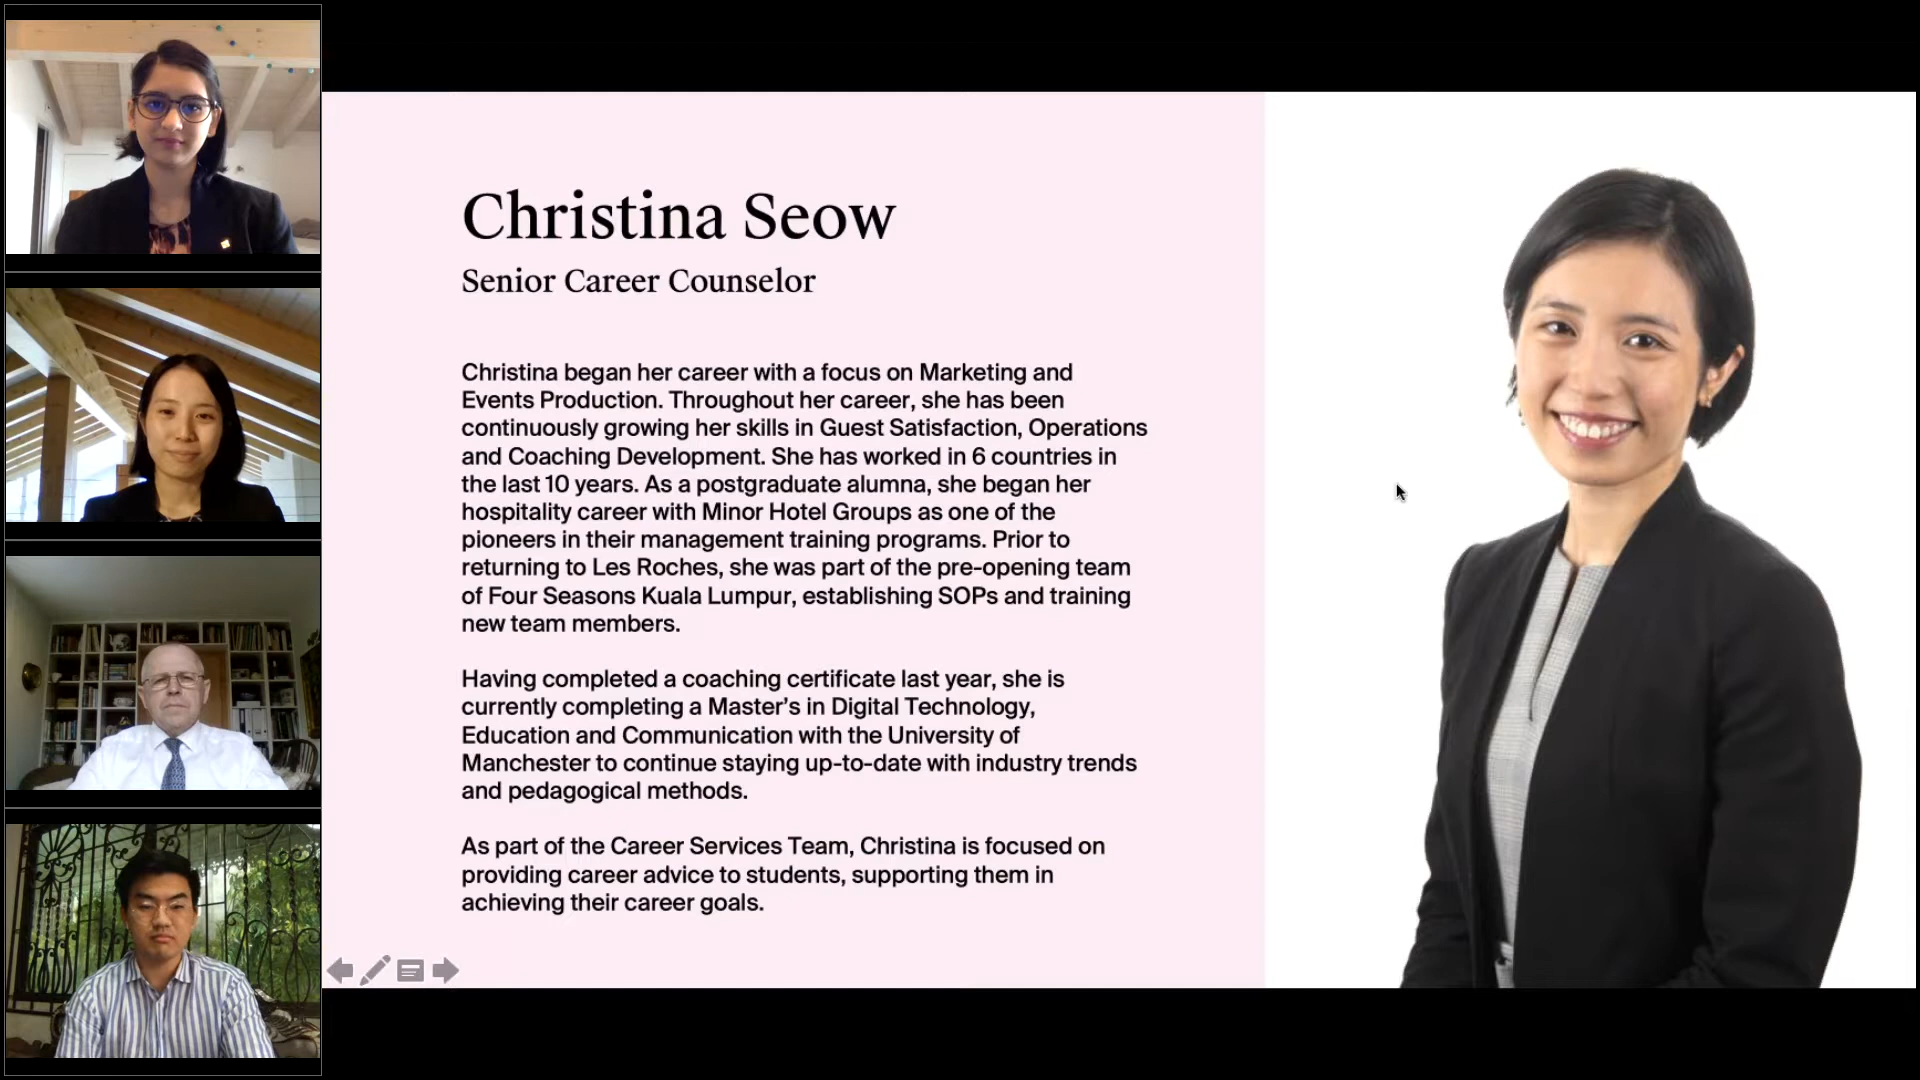 Christina Seow
Senior Career Counselor
Christina began her career with a focus on Marketing and
Events Production. Throughout her career, she has been
continuously growing her skills in Guest Satisfaction, Operations
and Coaching Development. She has worked in 6 countries in
the last 10 years. As a postgraduate alumna, she began her
hospitality career with Minor Hotel Groups as one of the
pioneers in their management training programs. Prior to
returning to Les Roches, she was part of the pre-opening team
of Four Seasons Kuala Lumpur, establishing SOPs and training
new team members.
Having completed a coaching certificate last year, she is
currently completing a Master’s in Digital Technology,
Education and Communication with the University of
Manchester to continue staying up-to-date with industry trends
and pedagogical methods.
As part of the Career Services Team, Christina is focused on
providing career advice to students, supporting them in
achieving their career goals.